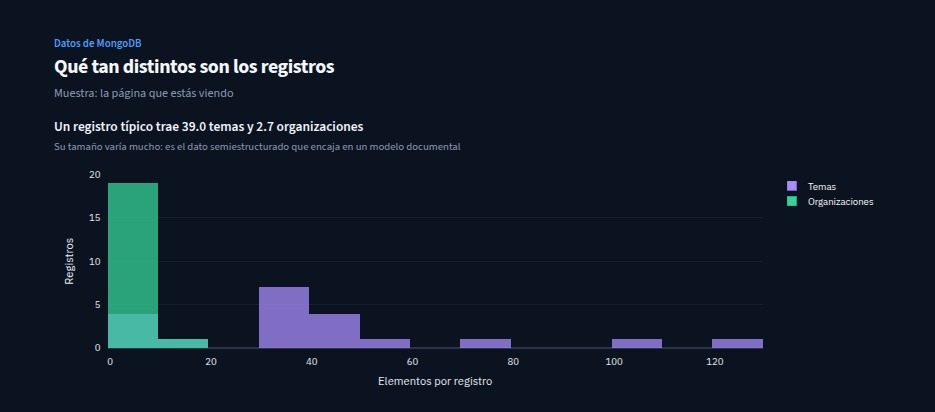 Datos de MongoDB
Qué tan distintos son los registros
Muestra: la página que estás viendo
Un registro típico trae 39.0 temas y 2.7 organizaciones
Su tamaño varía mucho: es el dato semiestructurado que encaja en un modelo documental
20
15
10
5
0
Registros
0 20 40 60 80 100 120
Elementos por registro
Temas
Organizaciones